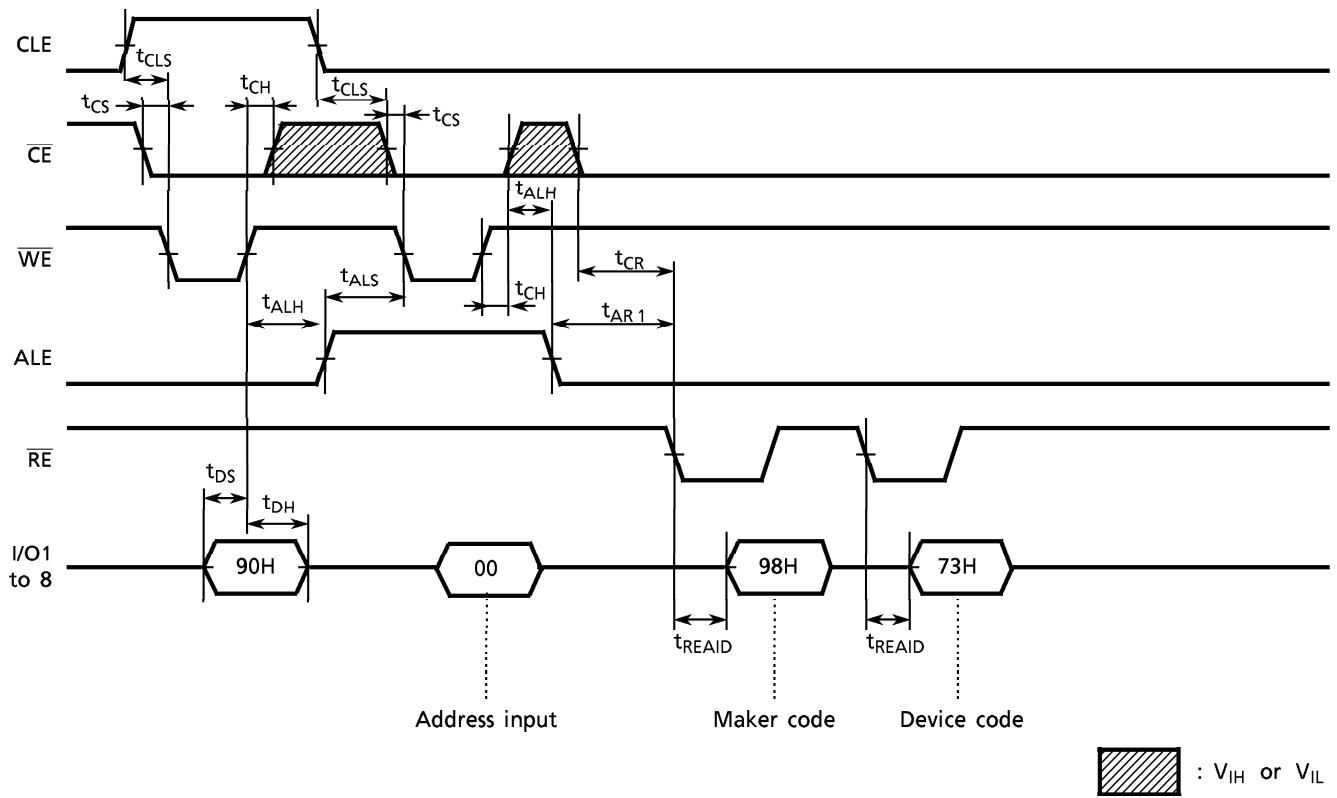 CLE
tCLS
tCH
tCLS
tCS
tCS
CE
tALH
WE
tCR
tALS
tCH
tALH
tAR 1
ALE
RE
tDS
tDH
I/O1
to 8
90H
00
98H
73H
tREAID
tREAID
Address input
Maker code
Device code
: VIH or VIL